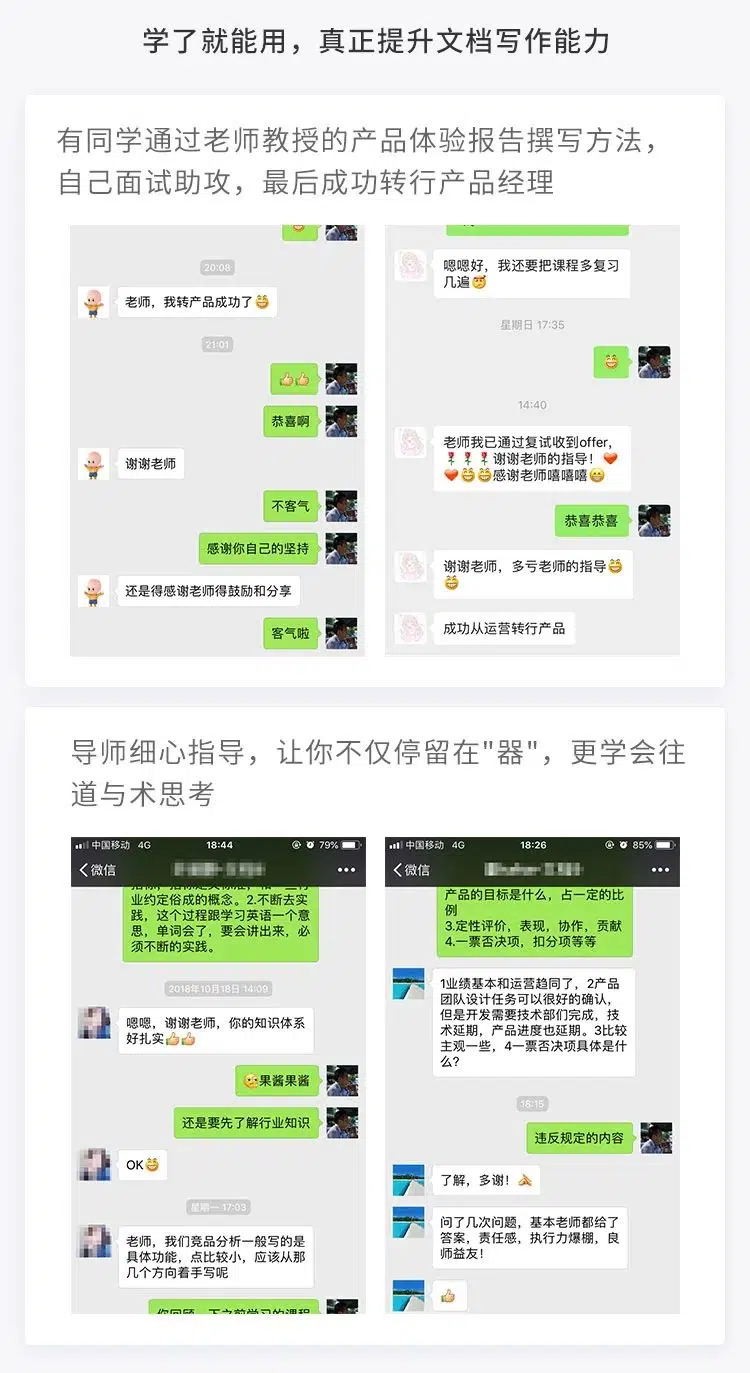 学了就能用，真正提升文档写作能力
有同学通过老师教授的产品体验报告撰写方法，
自己面试助攻，最后成功转行产品经理
20:08
老师，我转产品成功了
21:01
恭喜啊
谢谢老师
不客气
感谢你自己的坚持
还是得感谢老师得鼓励和分享
客气啦
嗯嗯好，我还要把课程多复习
几遍
星期日 17:35
14:40
老师我已通过复试收到offer，
谢谢老师的指导！
感谢老师嘻嘻嘻
恭喜恭喜
谢谢老师，多亏老师的指导
成功从运营转行产品
导师细心指导，让你不仅停留在"器"，更学会往
道与术思考
中国移动 4G 18:44 79%
微信
业约定俗成的概念。2.不断去实
践，这个过程跟学习英语一个意
思，单词会了，要会讲出来，必
须不断的实践。
2018年10月18日 14:09
嗯嗯，谢谢老师，你的知识体系
好扎实
果酱果酱
还是要先了解行业知识
OK
星期一 17:03
老师，我们竞品分析一般写的是
具体功能，点比较小，应该从那
几个方向着手写呢
你回顾一下之前学习的课程
中国移动 4G 18:26 85%
微信
产品的目标是什么，占一定的比
例
3.定性评价，表现，协作，贡献
4.一票否决项，扣分项等等
1业绩基本和运营趋同了，2产品
团队设计任务可以很好的确认，
但是开发需要技术部们完成，技
术延期，产品进度也延期。3比较
主观一些，4一票否决项具体是什
么？
18:15
违反规定的内容
了解，多谢！
问了几次问题，基本老师都给了
答案，责任感，执行力爆棚，良
师益友！